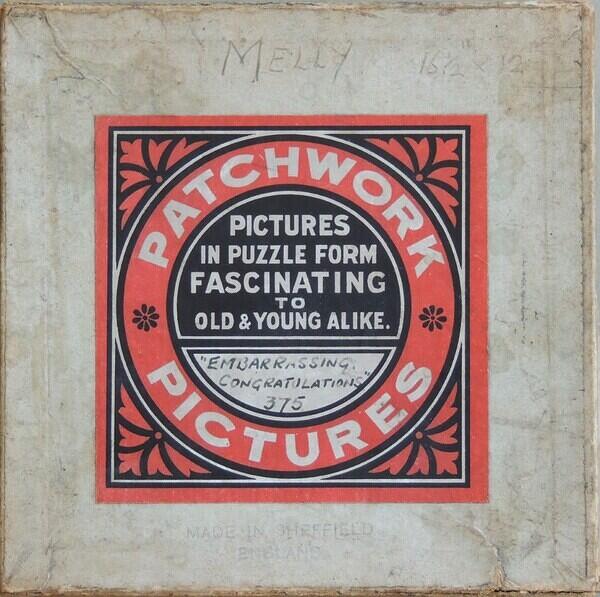 MELLY 16½" × 12
PATCHWORK
PICTURES
IN PUZZLE FORM
FASCINATING
TO
OLD & YOUNG ALIKE.
"EMBARRASSING
CONGRATULATIONS"
375
PICTURES
MADE IN SHEFFIELD
ENGLAND